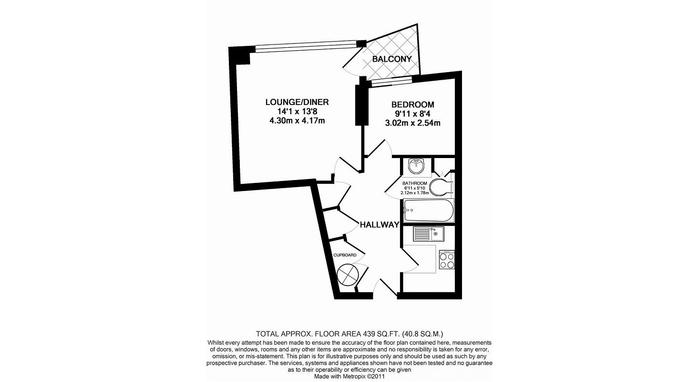 BALCONY
LOUNGE/DINER
14'1 x 13'8
4.30m x 4.17m
BEDROOM
9'11 x 8'4
3.02m x 2.54m
BATHROOM
6'11 x 5'10
2.12m x 1.78m
HALLWAY
CUPBOARD
TOTAL APPROX. FLOOR AREA 439 SQ.FT. (40.8 SQ.M.)
Whilst every attempt has been made to ensure the accuracy of the floor plan contained here, measurements
of doors, windows, rooms and any other items are approximate and no responsibility is taken for any error,
omission, or mis-statement. This plan is for illustrative purposes only and should be used as such by any
prospective purchaser. The services, systems and appliances shown have not been tested and no guarantee
as to their operability or efficiency can be given
Made with Metropix ©2011